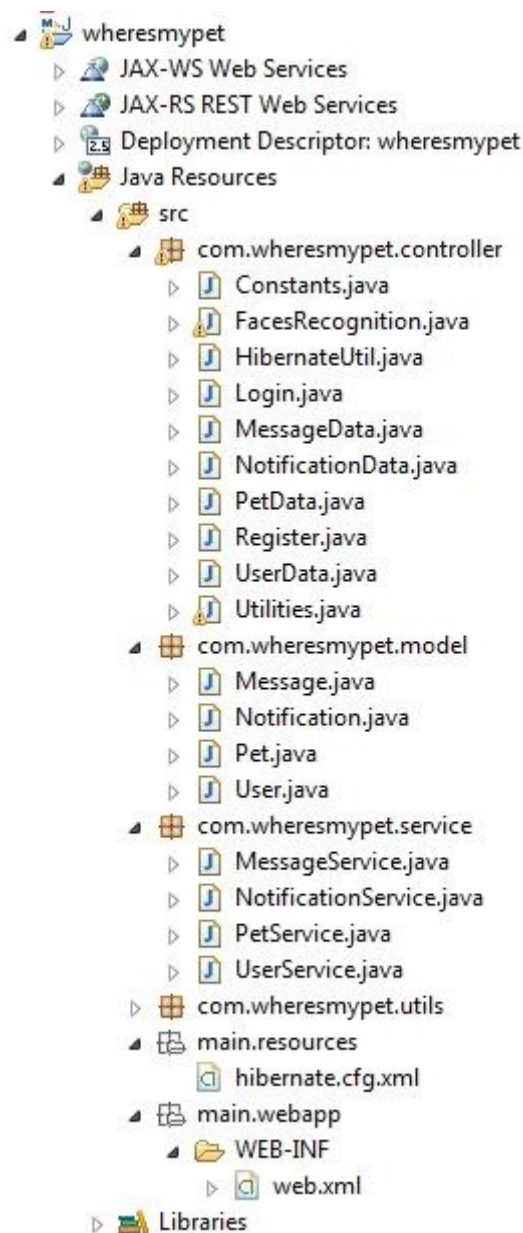 wheresmypet
JAX-WS Web Services
JAX-RS REST Web Services
2.5 Deployment Descriptor: wheresmypet
Java Resources
src
com.wheresmypet.controller
Constants.java
FacesRecognition.java
HibernateUtil.java
Login.java
MessageData.java
NotificationData.java
PetData.java
Register.java
UserData.java
Utilities.java
com.wheresmypet.model
Message.java
Notification.java
Pet.java
User.java
com.wheresmypet.service
MessageService.java
NotificationService.java
PetService.java
UserService.java
com.wheresmypet.utils
main.resources
hibernate.cfg.xml
main.webapp
WEB-INF
web.xml
Libraries